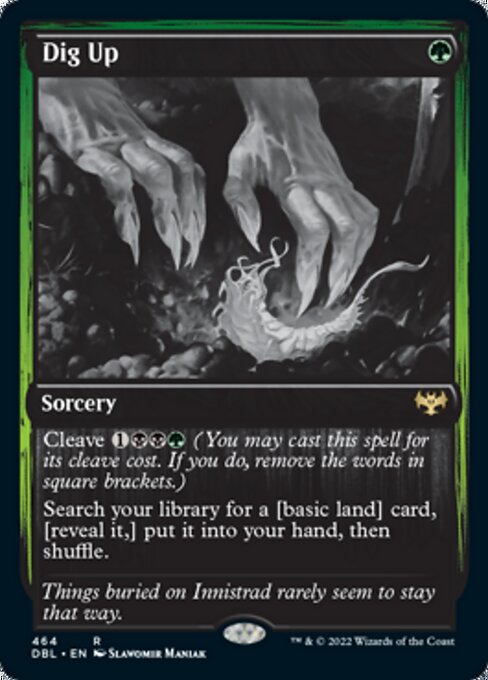 Dig Up
Sorcery
Cleave 1 (You may cast this spell for
its cleave cost. If you do, remove the words in
square brackets.)
Search your library for a [basic land] card,
[reveal it,] put it into your hand, then
shuffle.
Things buried on Innistrad rarely seem to stay
that way.
464 R
DBL • EN Slawomir Maniak
™ & © 2022 Wizards of the Coast